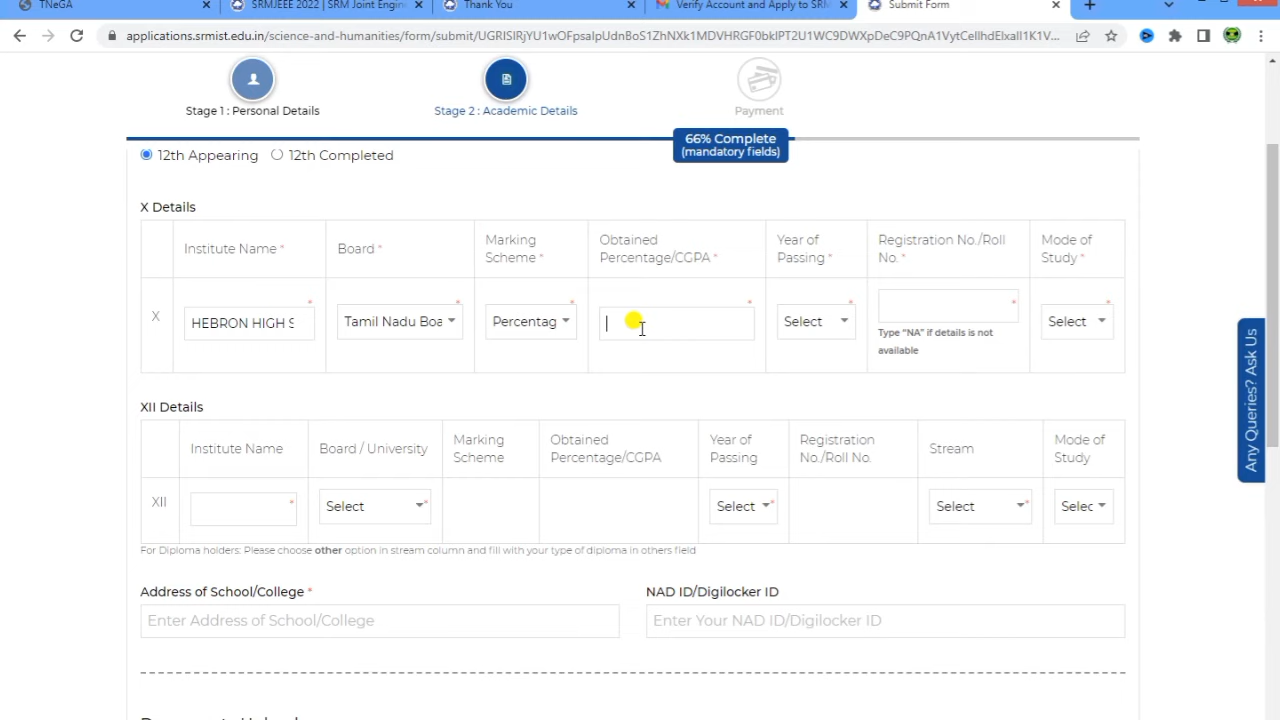 TNeGA
SRMJEEE 2022 | SRM Joint Engine
Thank You
Verify Account and Apply to SRM
Submit Form
applications.srmist.edu.in/science-and-humanities/form/submit/
Stage 1 : Personal Details
Stage 2 : Academic Details
Payment
66% Complete
(mandatory fields)
12th Appearing 12th Completed
X Details
Institute Name *
Board *
Marking Scheme *
Obtained Percentage/CGPA *
Year of Passing *
Registration No./Roll No. *
Mode of Study *
X
HEBRON HIGH S
Tamil Nadu Boa
Percentag
Select
Type “NA” if details is not available
Select
XII Details
Institute Name
Board / University
Marking Scheme
Obtained Percentage/CGPA
Year of Passing
Registration No./Roll No.
Stream
Mode of Study
XII
Select
Select
Select
Selec
For Diploma holders: Please choose other option in stream column and fill with your type of diploma in others field
Address of School/College *
NAD ID/Digilocker ID
Enter Address of School/College
Enter Your NAD ID/Digilocker ID
Any Queries? Ask Us